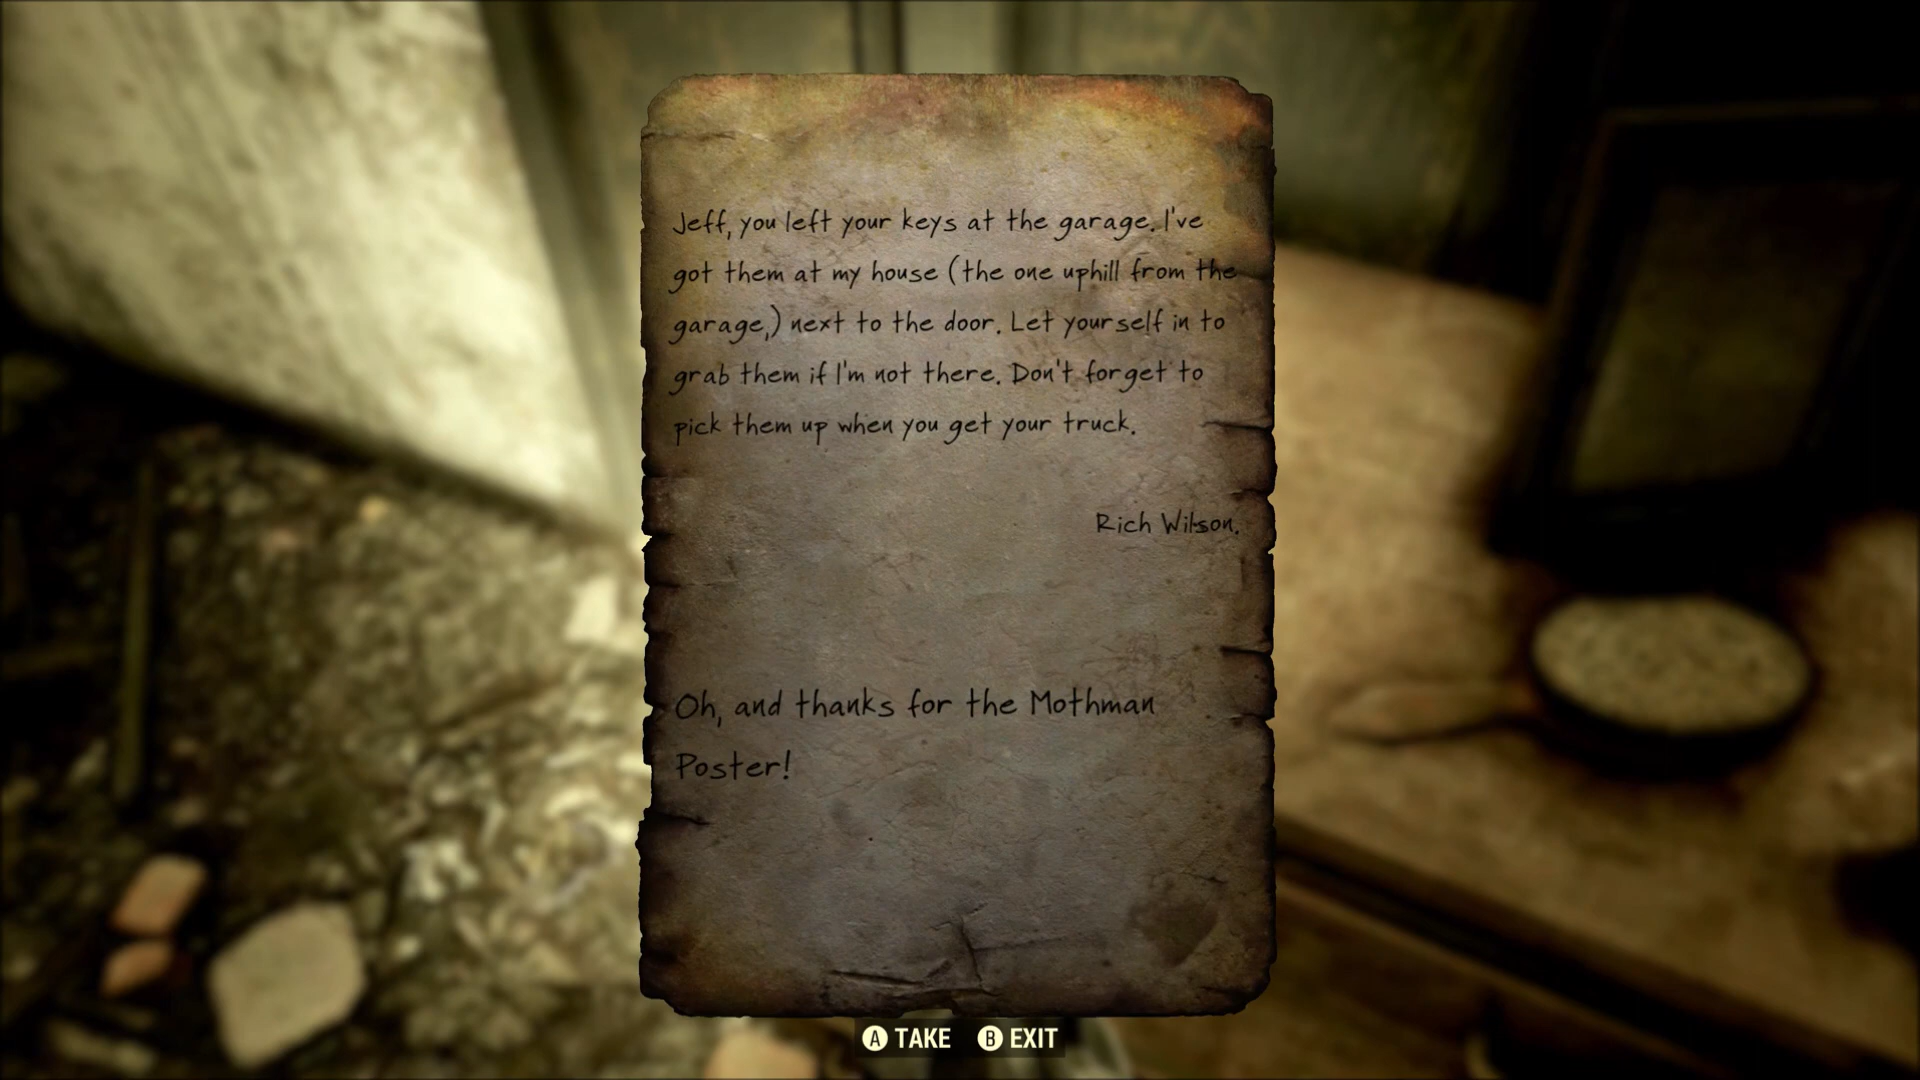 Jeff, you left your keys at the garage. I've
got them at my house (the one uphill from the
garage,) next to the door. Let yourself in to
grab them if I'm not there. Don't forget to
pick them up when you get your truck.
Rich Wilson.
Oh, and thanks for the Mothman
Poster!
A TAKE B EXIT